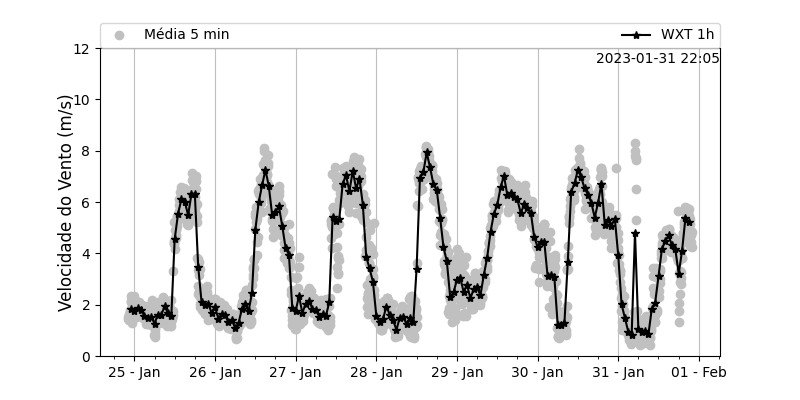 Média 5 min
WXT 1h
2023-01-31 22:05
Velocidade do Vento (m/s)
12
10
8
6
4
2
0
25 - Jan 26 - Jan 27 - Jan 28 - Jan 29 - Jan 30 - Jan 31 - Jan 01 - Feb